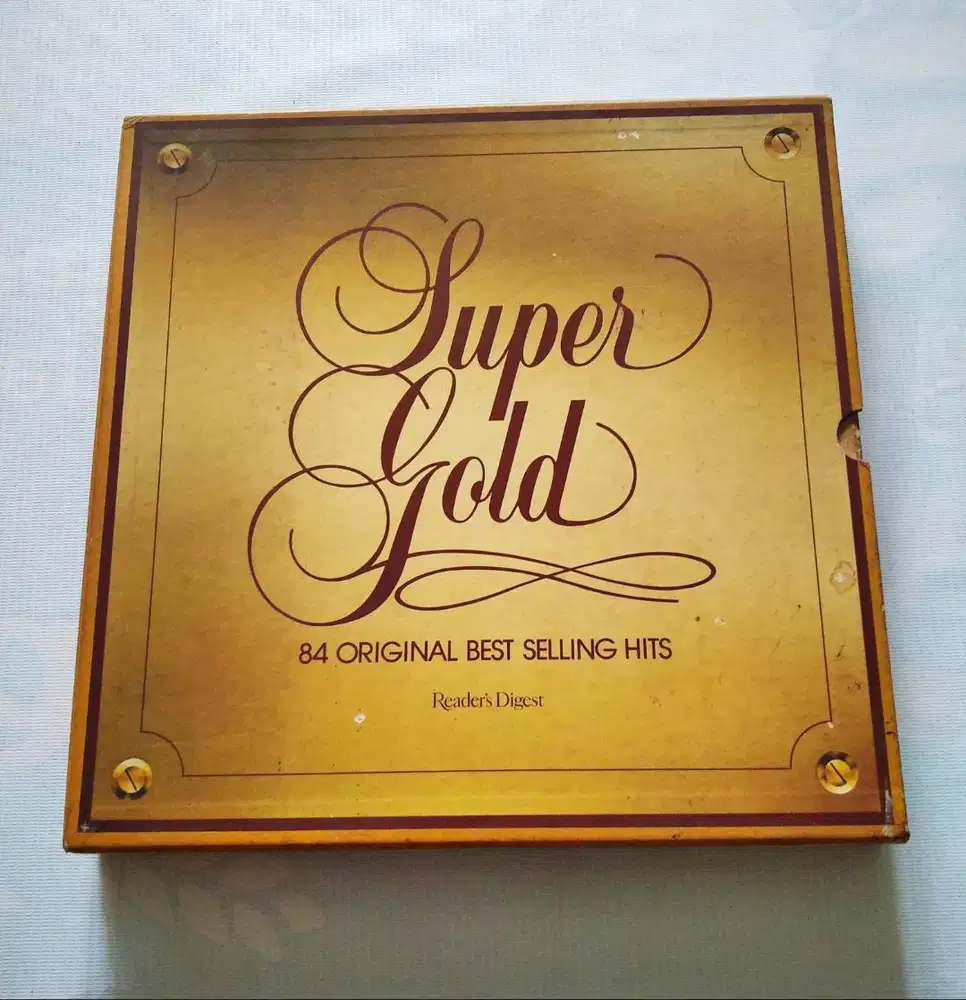 Super
Gold
84 ORIGINAL BEST SELLING HITS
Reader's Digest